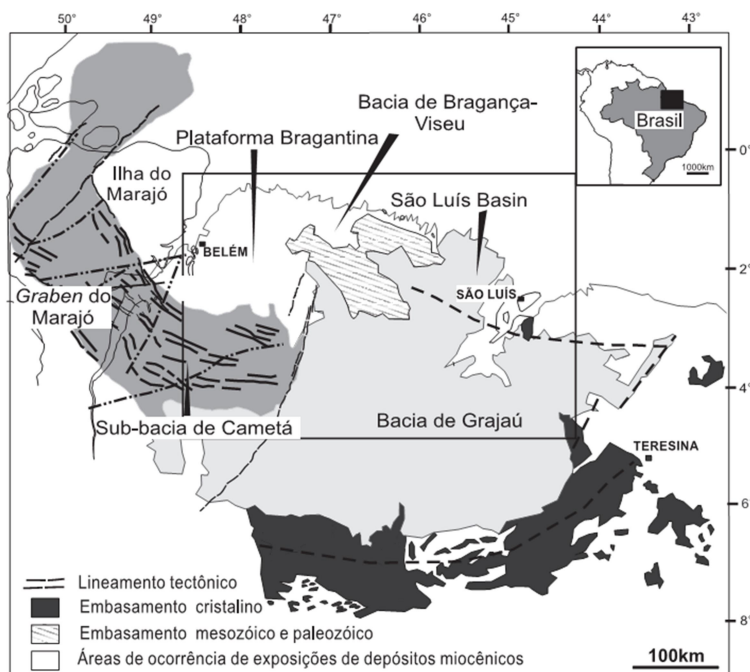 50°
49°
48°
47°
46°
45°
44°
43°
Bacia de Bragança-
Viseu
Brasil
1000km
Plataforma Bragantina
0°
Ilha do
Marajó
São Luís Basin
BELÉM
2°
SÃO LUÍS
Graben do
Marajó
4°
Sub-bacia de Cametá
Bacia de Grajaú
TERESINA
6°
Lineamento tectônico
Embasamento cristalino
Embasamento mesozóico e paleozóico
8°
Áreas de ocorrência de exposições de depósitos miocênicos
100km